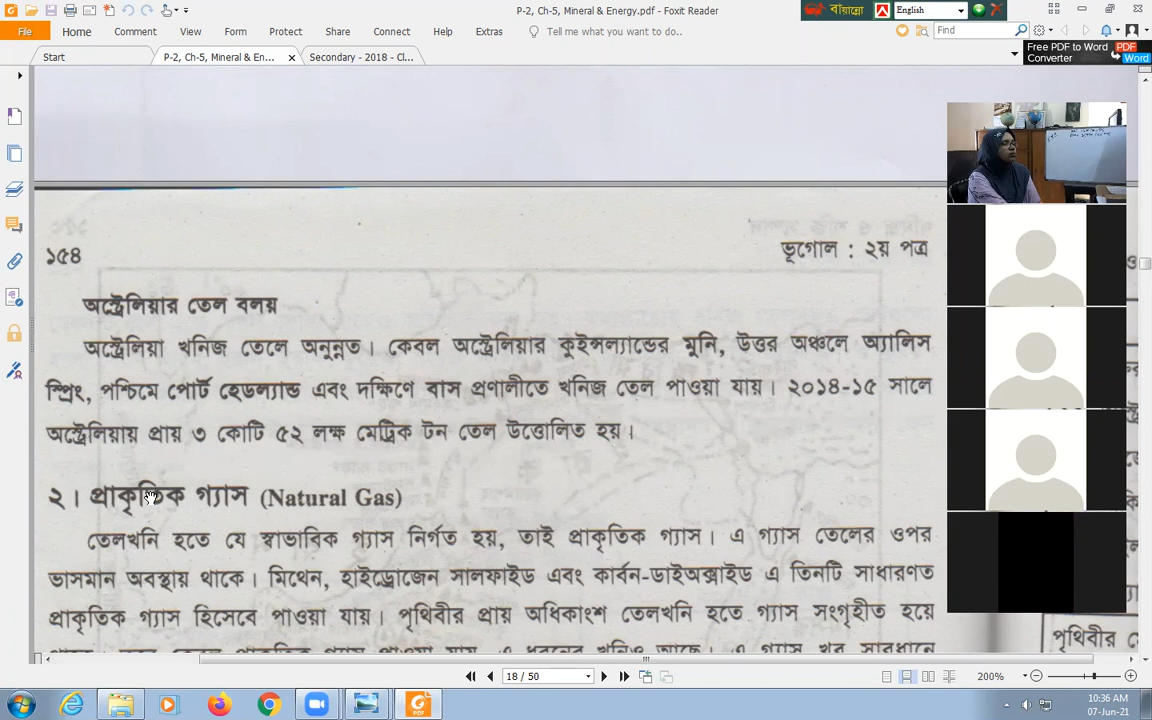 P-2, Ch-5, Mineral & Energy.pdf - Foxit Reader
বাঁয়ান্নো
English
File Home Comment View Form Protect Share Connect Help Extras Tell me what you want to do... Find
Start P-2, Ch-5, Mineral & En... Secondary - 2018 - Cl...
Free PDF to Word Converter
PDF Word
১৫৪
ভূগোল : ২য় পত্র
অস্ট্রেলিয়ার তেল বলয়
অস্ট্রেলিয়া খনিজ তেলে অনুন্নত। কেবল অস্ট্রেলিয়ার কুইন্সল্যান্ডের মুনি, উত্তর অঞ্চলে অ্যালিস
স্প্রিং, পশ্চিমে পোর্ট হেডল্যান্ড এবং দক্ষিণে বাস প্রণালীতে খনিজ তেল পাওয়া যায়। ২০১৪-১৫ সালে
অস্ট্রেলিয়ায় প্রায় ৩ কোটি ৫২ লক্ষ মেট্রিক টন তেল উত্তোলিত হয়।
২। প্রাকৃতিক গ্যাস (Natural Gas)
তেলখনি হতে যে স্বাভাবিক গ্যাস নির্গত হয়, তাই প্রাকৃতিক গ্যাস। এ গ্যাস তেলের ওপর
ভাসমান অবস্থায় থাকে। মিথেন, হাইড্রোজেন সালফাইড এবং কার্বন-ডাইঅক্সাইড এ তিনটি সাধারণত
প্রাকৃতিক গ্যাস হিসেবে পাওয়া যায়। পৃথিবীর প্রায় অধিকাংশ তেলখনি হতে গ্যাস সংগৃহীত হয়ে
পৃথিবীর
18 / 50
200%
10:36 AM
07-Jun-21